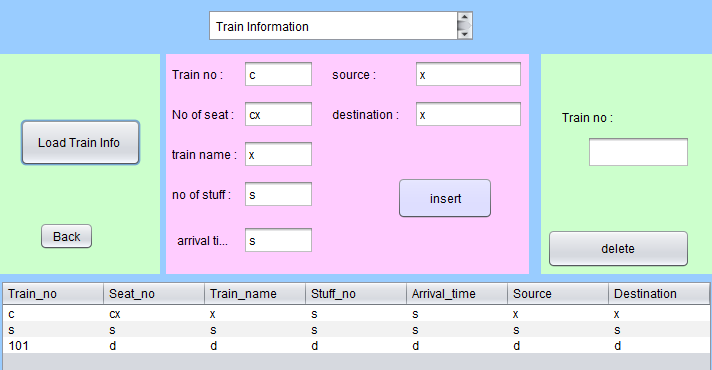 Train Information
Train no : c source : x
No of seat : cx destination : x
train name : x
no of stuff : s
arrival ti... s
insert
Load Train Info
Back
Train no :
delete
Train_no Seat_no Train_name Stuff_no Arrival_time Source Destination
c cx x s s x x
s s s s s s s
101 d d d d d d